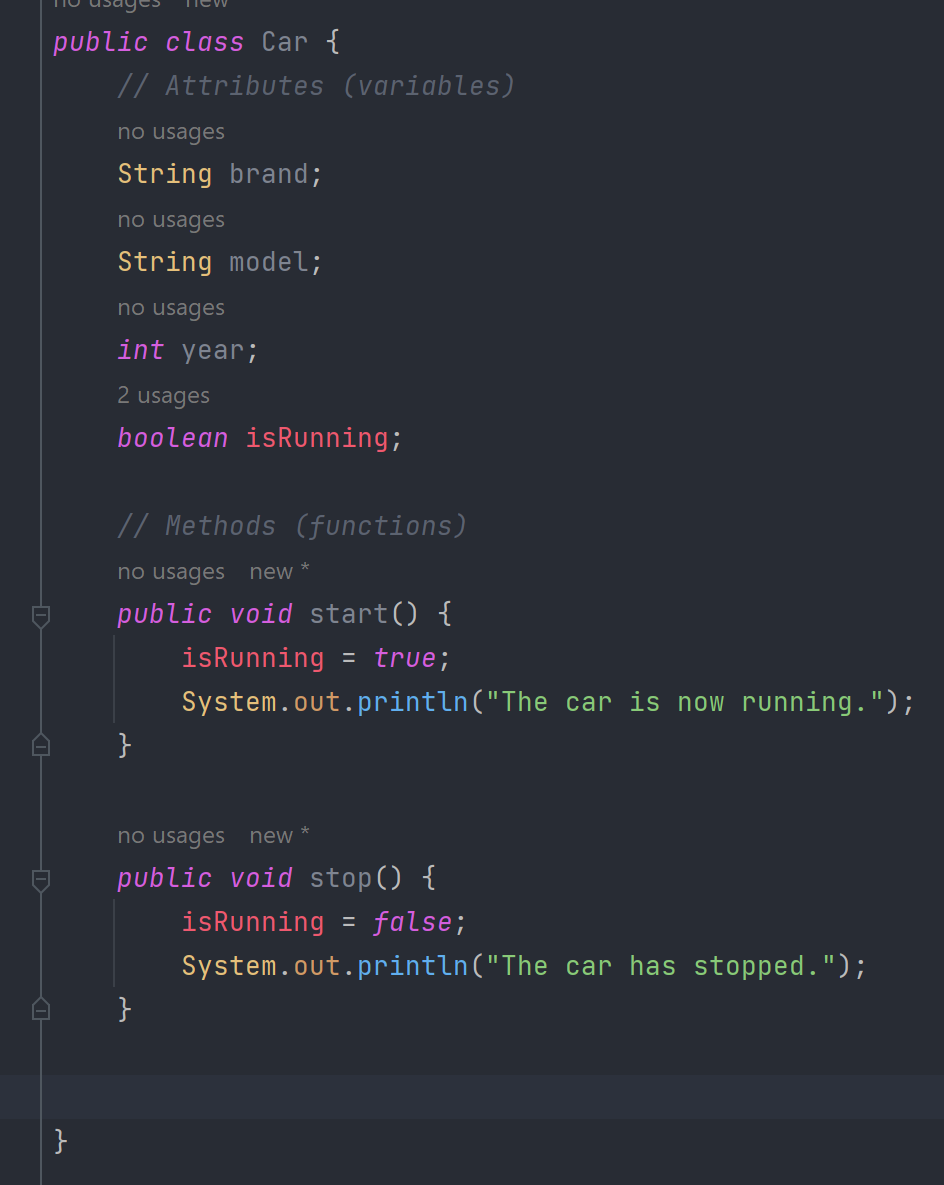 no usages   new
public class Car {
    // Attributes (variables)
    no usages
    String brand;
    no usages
    String model;
    no usages
    int year;
    2 usages
    boolean isRunning;
    // Methods (functions)
    no usages   new *
    public void start() {
        isRunning = true;
        System.out.println("The car is now running.");
    }
    no usages   new *
    public void stop() {
        isRunning = false;
        System.out.println("The car has stopped.");
    }
}